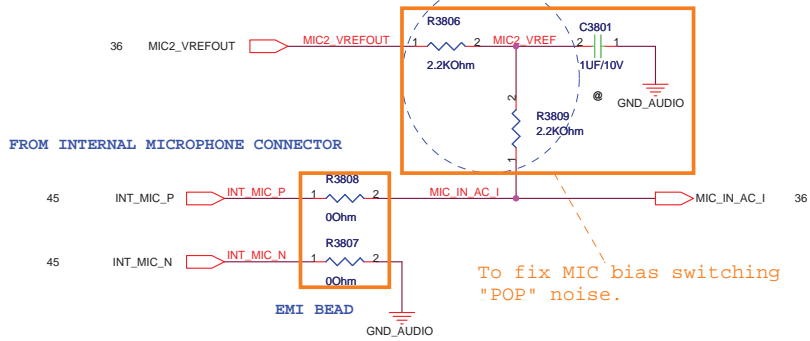 R3806
C3801
36 MIC2_VREFOUT MIC2_VREFOUT 1 2 MIC2_VREF 2 1
2.2KOhm 1UF/10V
@
GND_AUDIO
2
R3809
2.2KOhm
1
FROM INTERNAL MICROPHONE CONNECTOR
R3808
45 INT_MIC_P INT_MIC_P 1 2 MIC_IN_AC_I MIC_IN_AC_I 36
0Ohm
R3807
45 INT_MIC_N INT_MIC_N 1 2
0Ohm
To fix MIC bias switching
"POP" noise.
EMI BEAD
GND_AUDIO